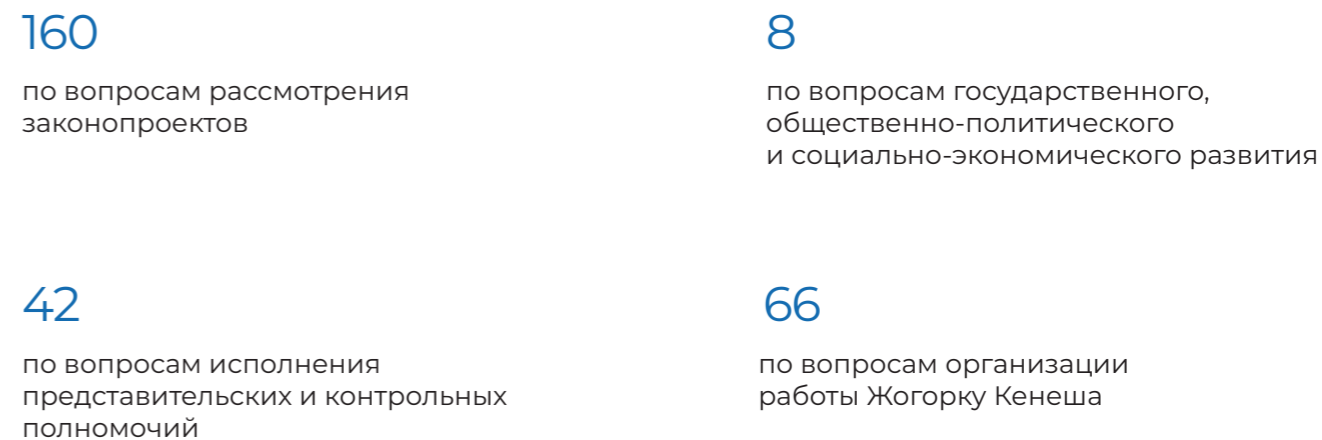 160
по вопросам рассмотрения
законопроектов
8
по вопросам государственного,
общественно-политического
и социально-экономического развития
42
по вопросам исполнения
представительских и контрольных
полномочий
66
по вопросам организации
работы Жогорку Кенеша